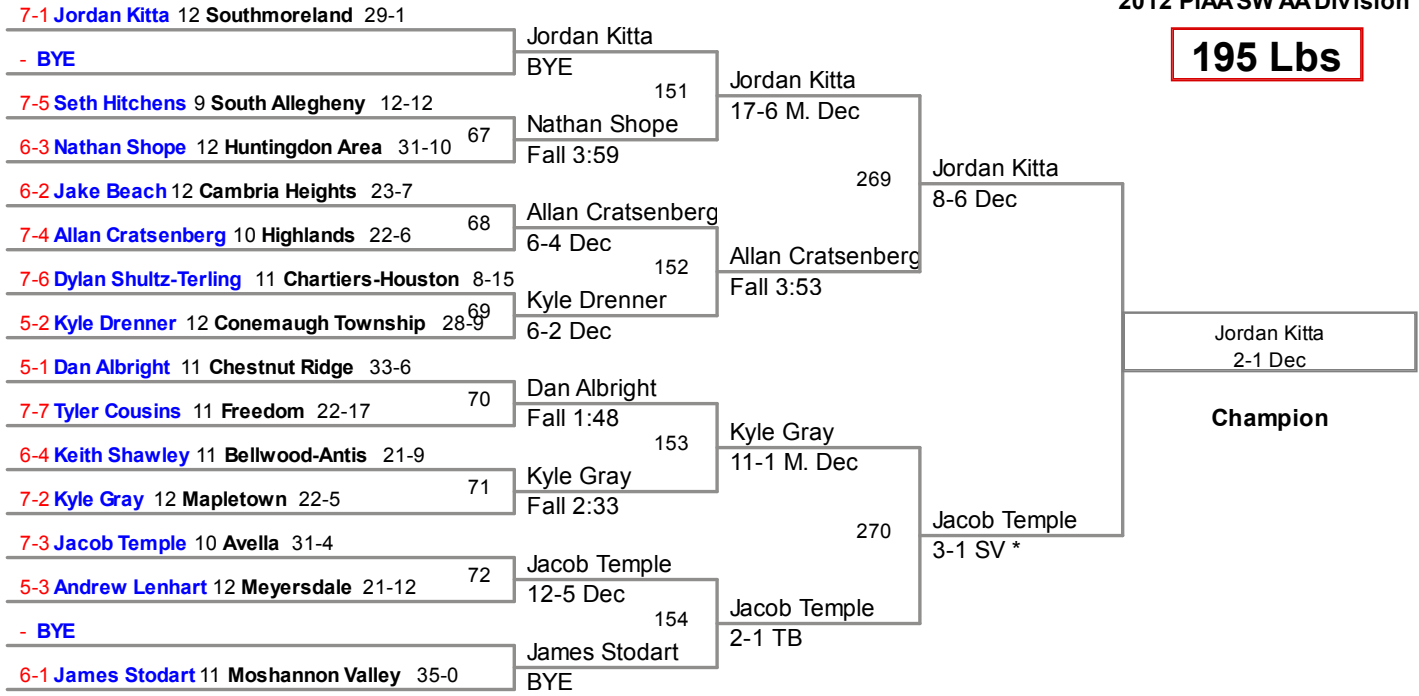 2012 PIAA SW AA Division
195 Lbs
7-1 Jordan Kitta 12 Southmoreland 29-1
- BYE
7-5 Seth Hitchens 9 South Allegheny 12-12
6-3 Nathan Shope 12 Huntingdon Area 31-10
6-2 Jake Beach 12 Cambria Heights 23-7
7-4 Allan Cratsenberg 10 Highlands 22-6
7-6 Dylan Shultz-Terling 11 Chartiers-Houston 8-15
5-2 Kyle Drenner 12 Conemaugh Township 28-9
5-1 Dan Albright 11 Chestnut Ridge 33-6
7-7 Tyler Cousins 11 Freedom 22-17
6-4 Keith Shawley 11 Bellwood-Antis 21-9
7-2 Kyle Gray 12 Mapletown 22-5
7-3 Jacob Temple 10 Avella 31-4
5-3 Andrew Lenhart 12 Meyersdale 21-12
- BYE
6-1 James Stodart 11 Moshannon Valley 35-0
67
68
69
70
71
72
Jordan Kitta
BYE
Nathan Shope
Fall 3:59
Allan Cratsenberg
6-4 Dec
Kyle Drenner
6-2 Dec
Dan Albright
Fall 1:48
Kyle Gray
Fall 2:33
Jacob Temple
12-5 Dec
James Stodart
BYE
151
152
153
154
Jordan Kitta
17-6 M. Dec
Allan Cratsenberg
Fall 3:53
Kyle Gray
11-1 M. Dec
Jacob Temple
2-1 TB
269
270
Jordan Kitta
8-6 Dec
Jacob Temple
3-1 SV *
Jordan Kitta
2-1 Dec
Champion